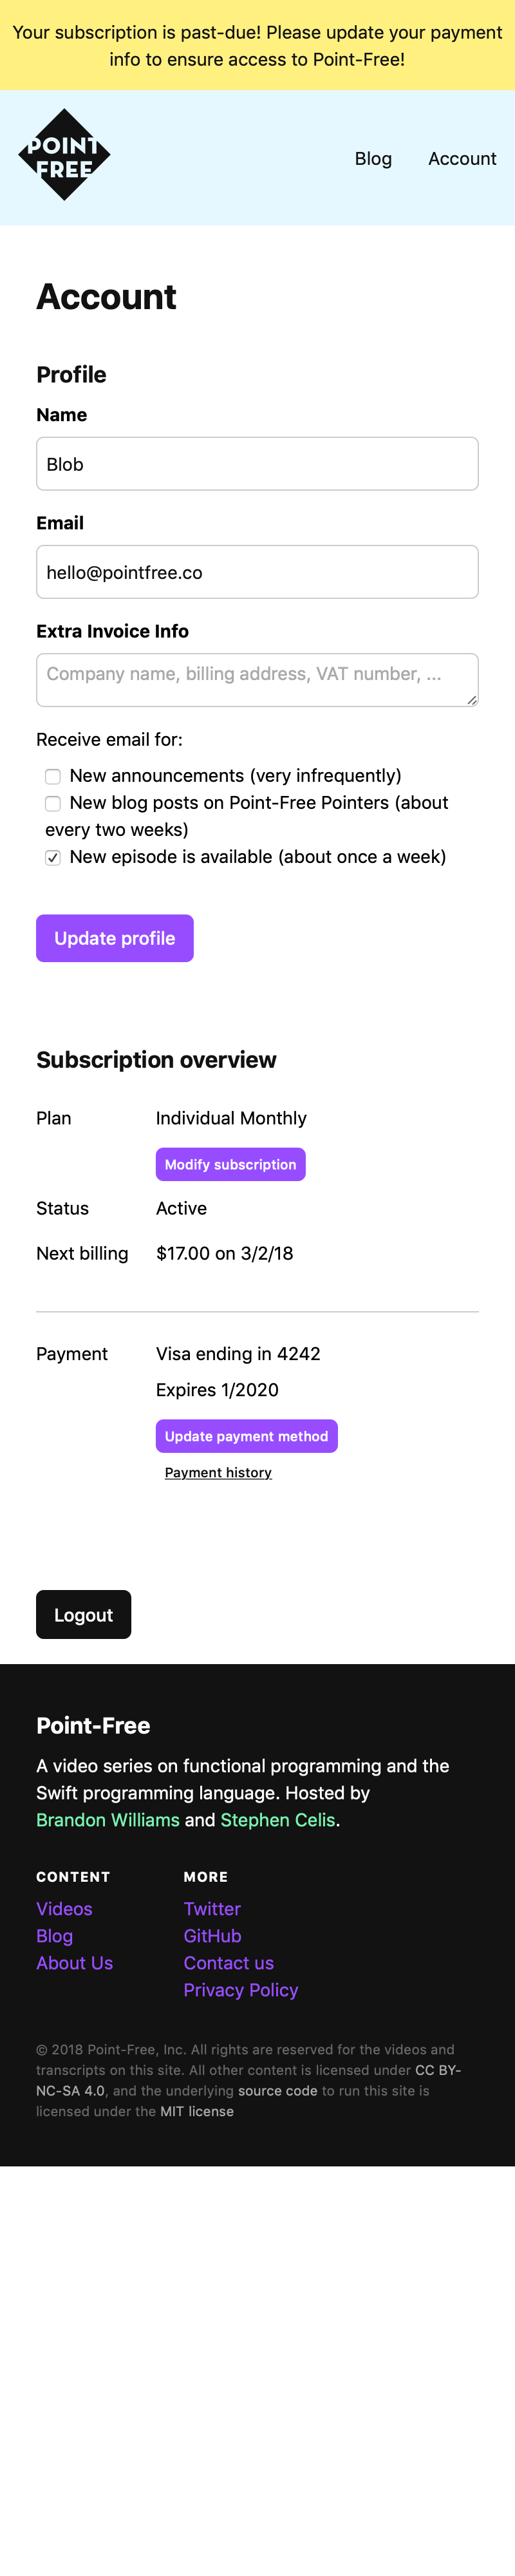 Your subscription is past-due! Please update your payment
info to ensure access to Point-Free!
POINT
FREE
Blog
Account
Account
Profile
Name
Blob
Email
hello@pointfree.co
Extra Invoice Info
Company name, billing address, VAT number, ...
Receive email for:
New announcements (very infrequently)
New blog posts on Point-Free Pointers (about
every two weeks)
New episode is available (about once a week)
Update profile
Subscription overview
Plan
Individual Monthly
Modify subscription
Status
Active
Next billing
$17.00 on 3/2/18
Payment
Visa ending in 4242
Expires 1/2020
Update payment method
Payment history
Logout
Point-Free
A video series on functional programming and the
Swift programming language. Hosted by
Brandon Williams and Stephen Celis.
CONTENT
Videos
Blog
About Us
MORE
Twitter
GitHub
Contact us
Privacy Policy
© 2018 Point-Free, Inc. All rights are reserved for the videos and
transcripts on this site. All other content is licensed under CC BY-
NC-SA 4.0, and the underlying source code to run this site is
licensed under the MIT license